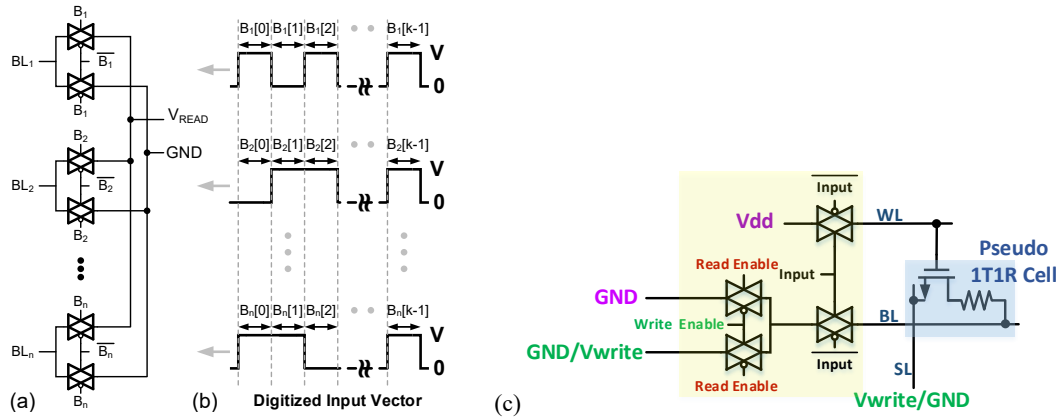 (a)
B1
BL1
B1
B1
VREAD
GND
B2
BL2
B2
B2
Bn
BLn
Bn
Bn
(b)
B1[0] B1[1] B1[2] B1[k-1]
V
0
B2[0] B2[1] B2[2] B2[k-1]
V
0
Bn[0] Bn[1] Bn[2] Bn[k-1]
V
0
Digitized Input Vector
(c)
Input
Vdd
WL
Pseudo
1T1R Cell
Read Enable
Input
GND
Write Enable
BL
GND/Vwrite
Read Enable
Input
SL
Vwrite/GND